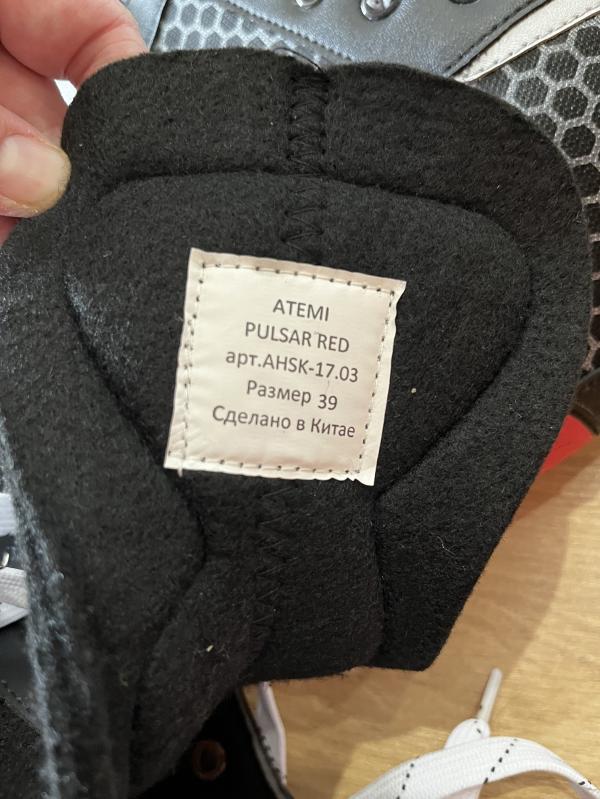 ATEMI
PULSAR RED
арт.AHSK-17.03
Размер 39
Сделано в Китае